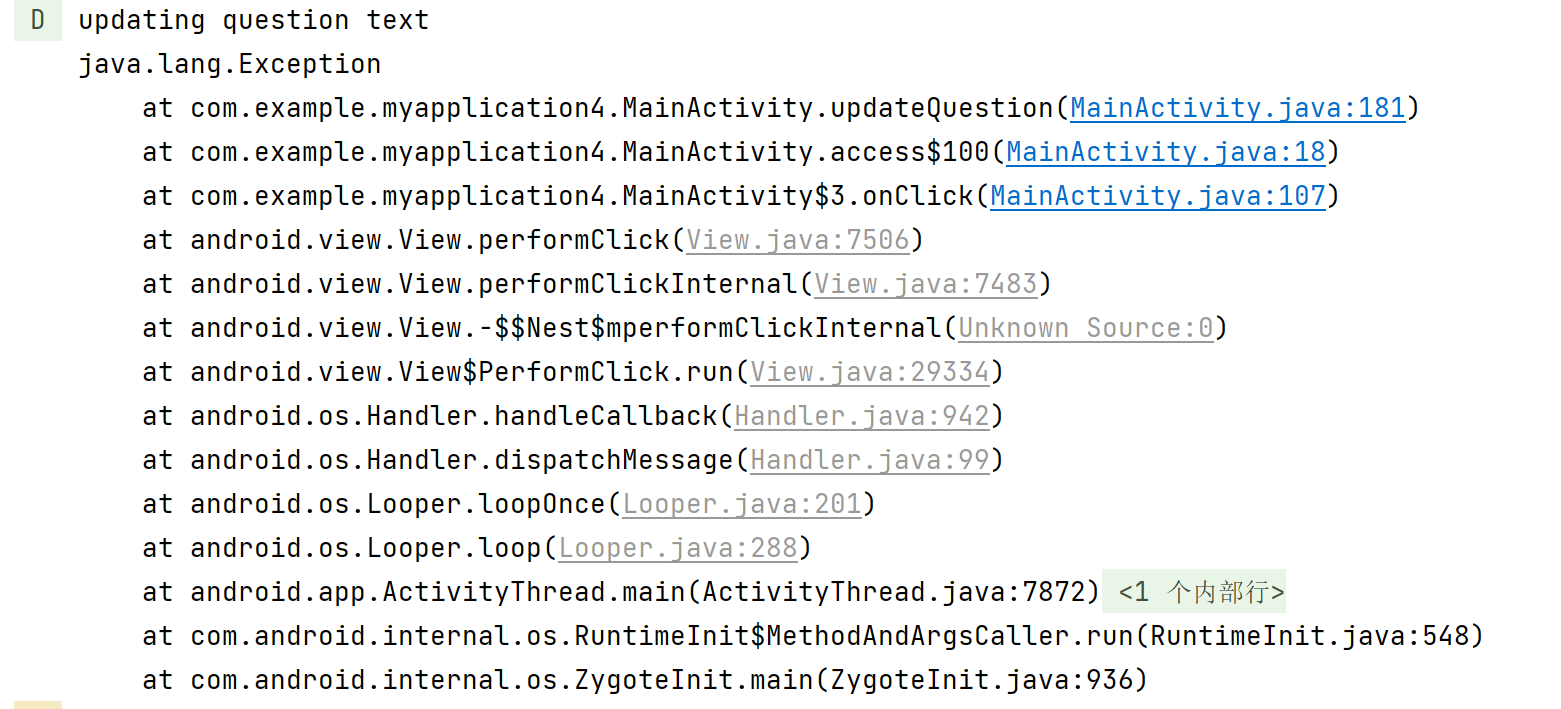 D updating question text
java.lang.Exception
at com.example.myapplication4.MainActivity.updateQuestion(MainActivity.java:181)
at com.example.myapplication4.MainActivity.access$100(MainActivity.java:18)
at com.example.myapplication4.MainActivity$3.onClick(MainActivity.java:107)
at android.view.View.performClick(View.java:7506)
at android.view.View.performClickInternal(View.java:7483)
at android.view.View.-$$Nest$mperformClickInternal(Unknown Source:0)
at android.view.View$PerformClick.run(View.java:29334)
at android.os.Handler.handleCallback(Handler.java:942)
at android.os.Handler.dispatchMessage(Handler.java:99)
at android.os.Looper.loopOnce(Looper.java:201)
at android.os.Looper.loop(Looper.java:288)
at android.app.ActivityThread.main(ActivityThread.java:7872) <1 个内部行>
at com.android.internal.os.RuntimeInit$MethodAndArgsCaller.run(RuntimeInit.java:548)
at com.android.internal.os.ZygoteInit.main(ZygoteInit.java:936)